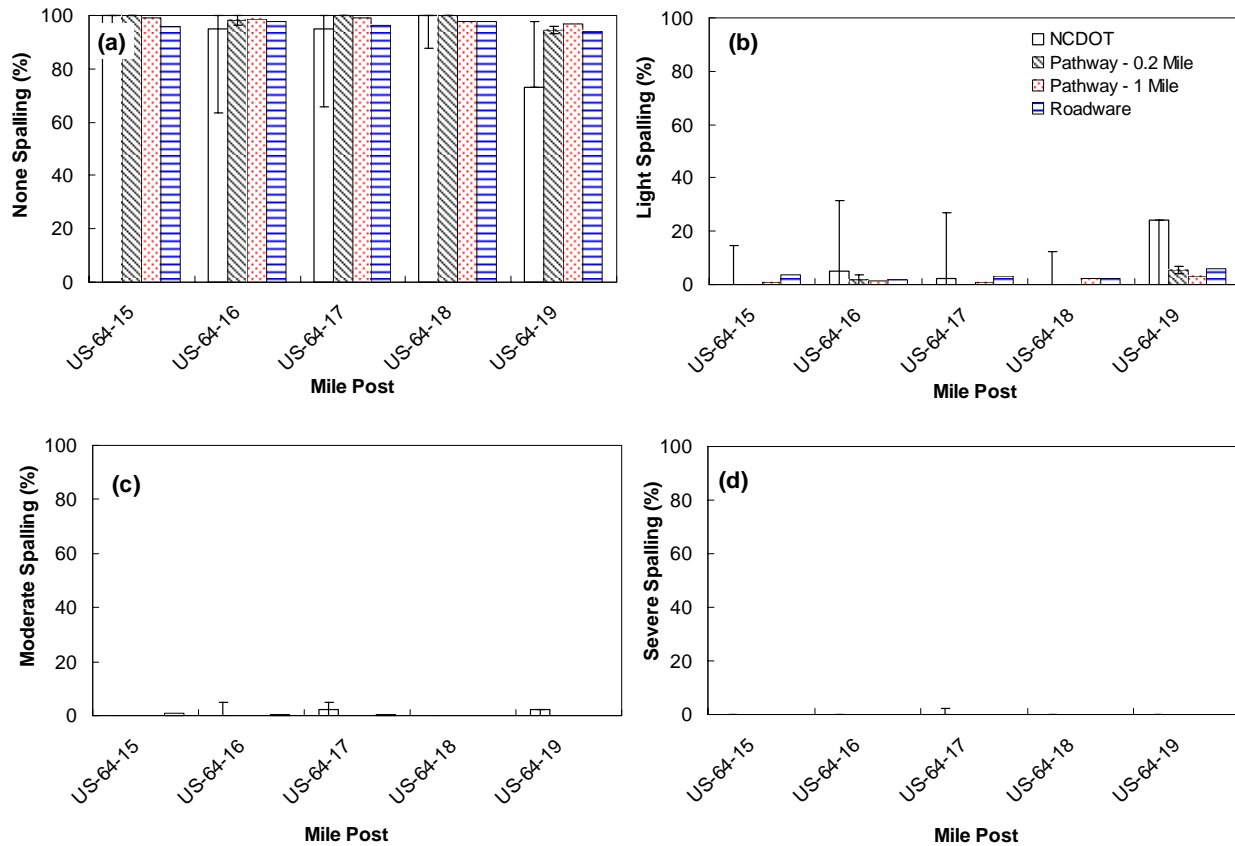 (a)
None Spalling (%)
100
80
60
40
20
0
US-64-15
US-64-16
US-64-17
US-64-18
US-64-19
Mile Post
(b)
Light Spalling (%)
100
80
60
40
20
0
NCDOT
Pathway - 0.2 Mile
Pathway - 1 Mile
Roadware
US-64-15
US-64-16
US-64-17
US-64-18
US-64-19
Mile Post
(c)
Moderate Spalling (%)
100
80
60
40
20
0
US-64-15
US-64-16
US-64-17
US-64-18
US-64-19
Mile Post
(d)
Severe Spalling (%)
100
80
60
40
20
0
US-64-15
US-64-16
US-64-17
US-64-18
US-64-19
Mile Post